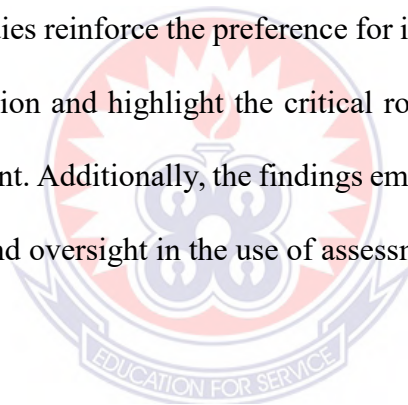 ies reinforce the preference for i
ion and highlight the critical ro
nt. Additionally, the findings em
nd oversight in the use of assessn
EDUCATION FOR SERVICE